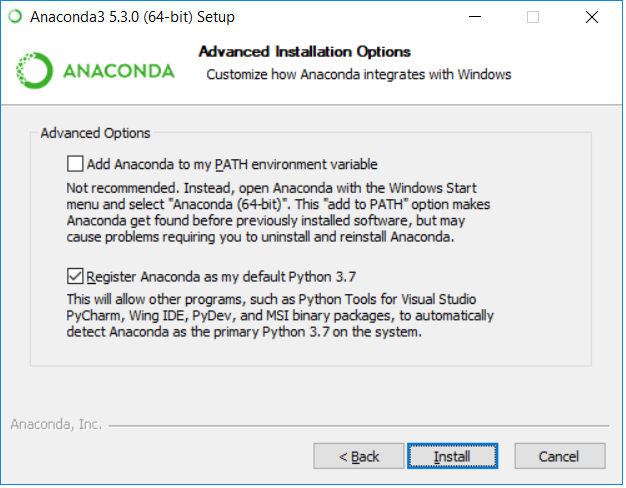 Anaconda3 5.3.0 (64-bit) Setup
Advanced Installation Options
Customize how Anaconda integrates with Windows
ANACONDA
Advanced Options
Add Anaconda to my PATH environment variable
Not recommended. Instead, open Anaconda with the Windows Start
menu and select "Anaconda (64-bit)". This "add to PATH" option makes
Anaconda get found before previously installed software, but may
cause problems requiring you to uninstall and reinstall Anaconda.
Register Anaconda as my default Python 3.7
This will allow other programs, such as Python Tools for Visual Studio
PyCharm, Wing IDE, PyDev, and MSI binary packages, to automatically
detect Anaconda as the primary Python 3.7 on the system.
Anaconda, Inc.
< Back Install Cancel